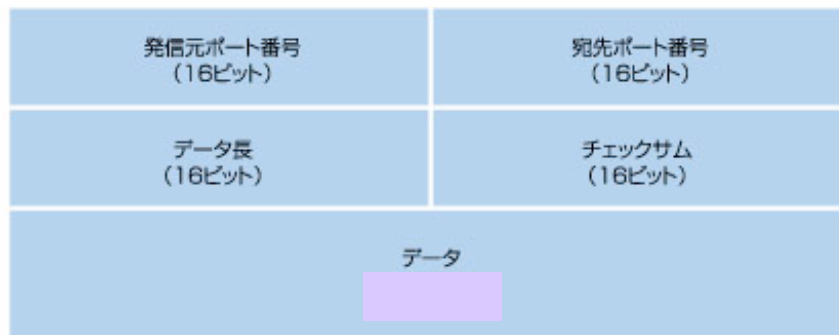 発信元ポート番号
(16ビット)
宛先ポート番号
(16ビット)
データ長
(16ビット)
チェックサム
(16ビット)
データ